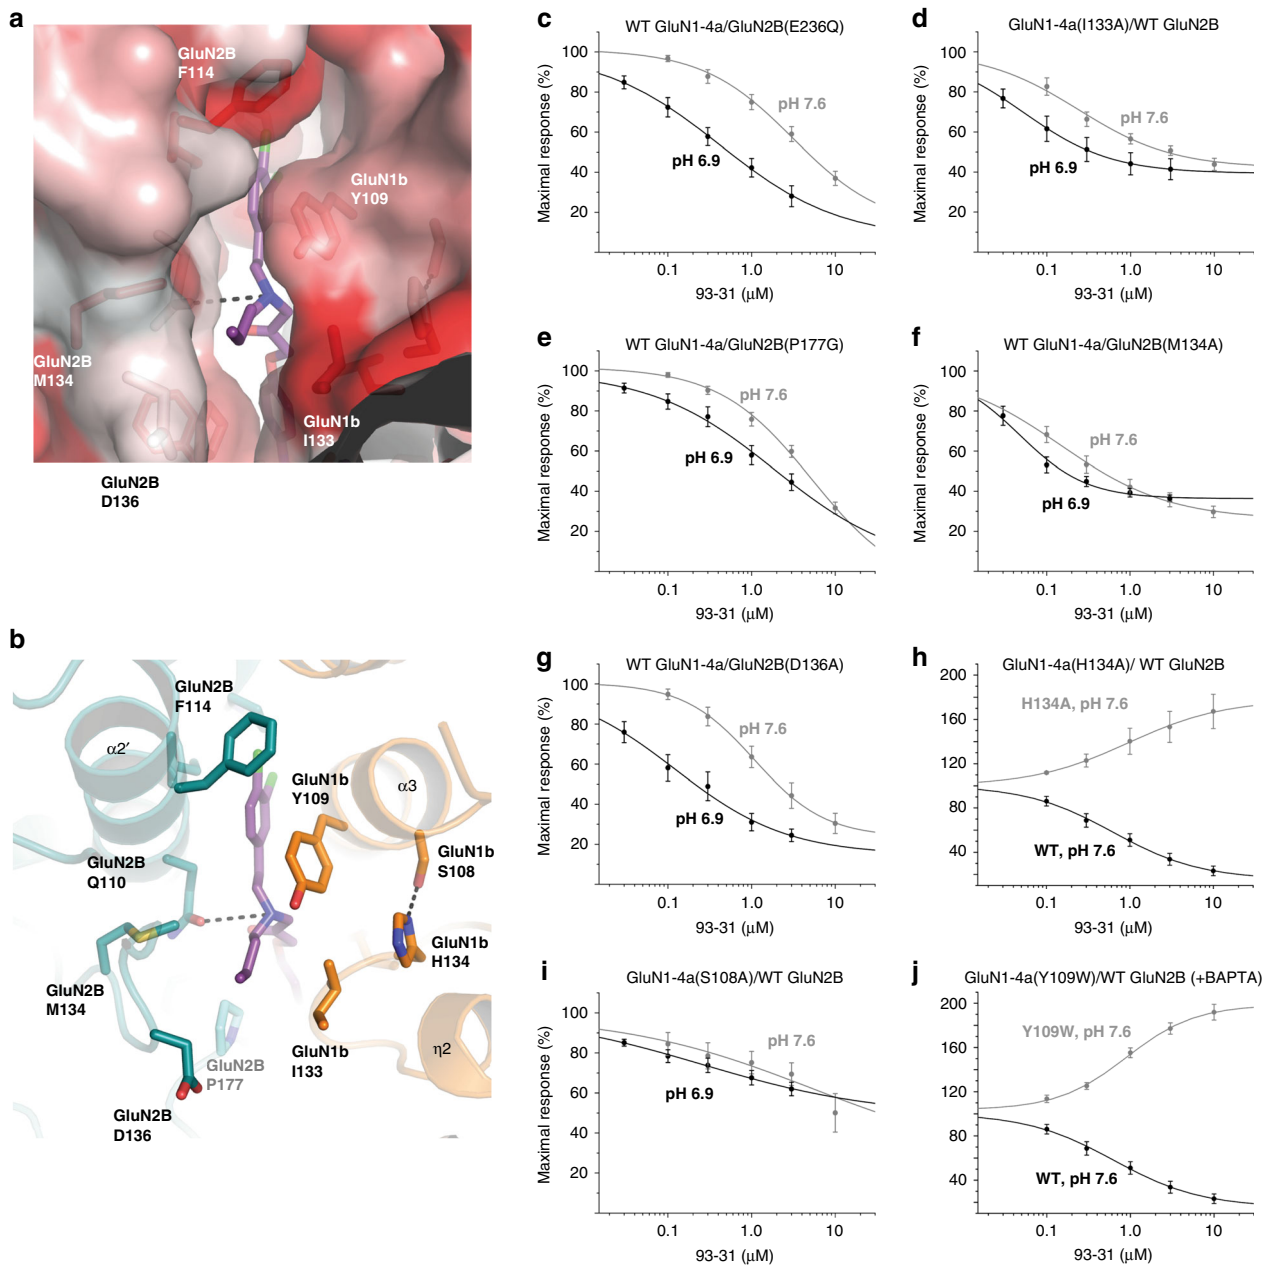 a
GluN2B
F114
GluN1b
Y109
GluN2B
M134
GluN1b
I133
GluN2B
D136
b
GluN2B
F114
α2′
GluN1b
Y109
α3
GluN2B
Q110
GluN1b
S108
GluN1b
H134
GluN2B
M134
GluN2B
P177
GluN1b
I133
η2
GluN2B
D136
c
WT GluN1-4a/GluN2B(E236Q)
Maximal response (%)
100
80
60
40
20
pH 7.6
pH 6.9
0.1
1.0
10
93-31 (μM)
d
GluN1-4a(I133A)/WT GluN2B
Maximal response (%)
100
80
60
40
20
pH 7.6
pH 6.9
0.1
1.0
10
93-31 (μM)
e
WT GluN1-4a/GluN2B(P177G)
Maximal response (%)
100
80
60
40
20
pH 7.6
pH 6.9
0.1
1.0
10
93-31 (μM)
f
WT GluN1-4a/GluN2B(M134A)
Maximal response (%)
100
80
60
40
20
pH 7.6
pH 6.9
0.1
1.0
10
93-31 (μM)
g
WT GluN1-4a/GluN2B(D136A)
Maximal response (%)
100
80
60
40
20
pH 7.6
pH 6.9
0.1
1.0
10
93-31 (μM)
h
GluN1-4a(H134A)/ WT GluN2B
Maximal response (%)
200
160
120
80
40
H134A, pH 7.6
WT, pH 7.6
0.1
1.0
10
93-31 (μM)
i
GluN1-4a(S108A)/WT GluN2B
Maximal response (%)
100
80
60
40
20
pH 7.6
pH 6.9
0.1
1.0
10
93-31 (μM)
j
GluN1-4a(Y109W)/WT GluN2B (+BAPTA)
Maximal response (%)
200
160
120
80
40
Y109W, pH 7.6
WT, pH 7.6
0.1
1.0
10
93-31 (μM)